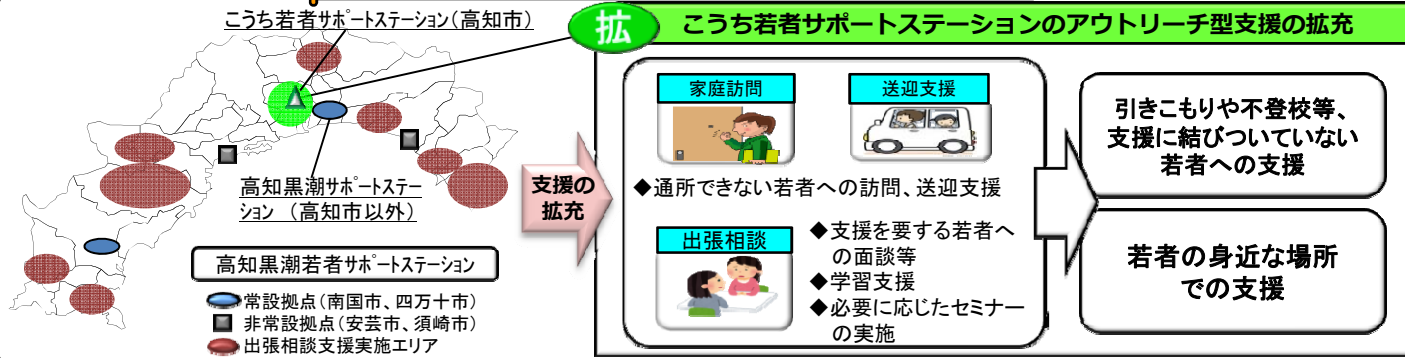 こうち若者サポートステーション(高知市)
高知黒潮サポートステー
ション (高知市以外)
高知黒潮若者サポートステーション
常設拠点(南国市、四万十市)
非常設拠点(安芸市、須崎市)
出張相談支援実施エリア
支援の
拡充
拡
こうち若者サポートステーションのアウトリーチ型支援の拡充
家庭訪問
送迎支援
◆通所できない若者への訪問、送迎支援
出張相談
◆支援を要する若者へ
の面談等
◆学習支援
◆必要に応じたセミナー
の実施
引きこもりや不登校等、
支援に結びついていない
若者への支援
若者の身近な場所
での支援